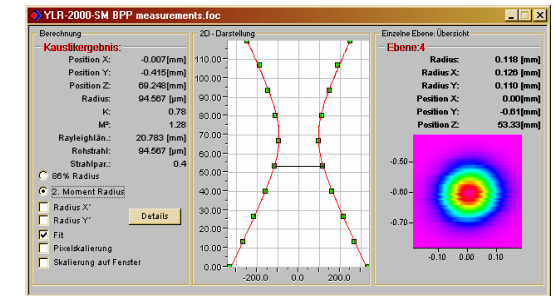 YLR-2000-SM BPP measurements.foc
Berechnung
Kaustikergebnis:
Position X: -0.007[mm]
Position Y: -0.415[mm]
Position Z: 69.248[mm]
Radius: 94.567 [µm]
K: 0.78
M²: 1.28
Rayleighlän.: 20.783 [mm]
Rohstrahl: 94.567 [µm]
Strahlpar.: 0.4
86% Radius
2. Moment Radius
Radius X´
Radius Y´
Details
Fit
Pixelskalierung
Skalierung auf Fenster
2D - Darstellung
110.00
100.00
90.00
80.00
70.00
60.00
50.00
40.00
30.00
20.00
10.00
0.00
-200.0 0.0 200.0
Einzelne Ebene: Übersicht
Ebene:4
Radius: 0.118 [mm]
Radius X: 0.126 [mm]
Radius Y: 0.110 [mm]
Position X: 0.00[mm]
Position Y: -0.61[mm]
Position Z: 53.33[mm]
-0.50
-0.60
-0.70
-0.10 0.00 0.10